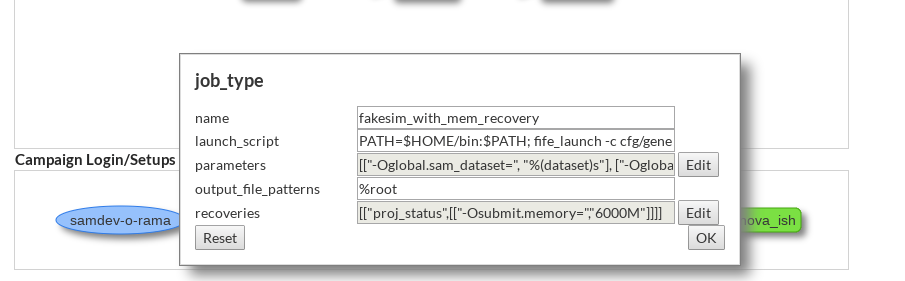 job_type
name
fakesim_with_mem_recovery
launch_script
PATH=$HOME/bin:$PATH; fife_launch -c cfg/gene
Campaign Login/Setups
parameters
[["-Oglobal.sam_dataset=", "%(dataset)s"], ["-Ogloba
Edit
output_file_patterns
%root
samdev-o-rama
recoveries
[["proj_status",[["-Osubmit.memory=","6000M"]]]]
Edit
nova_ish
Reset
OK